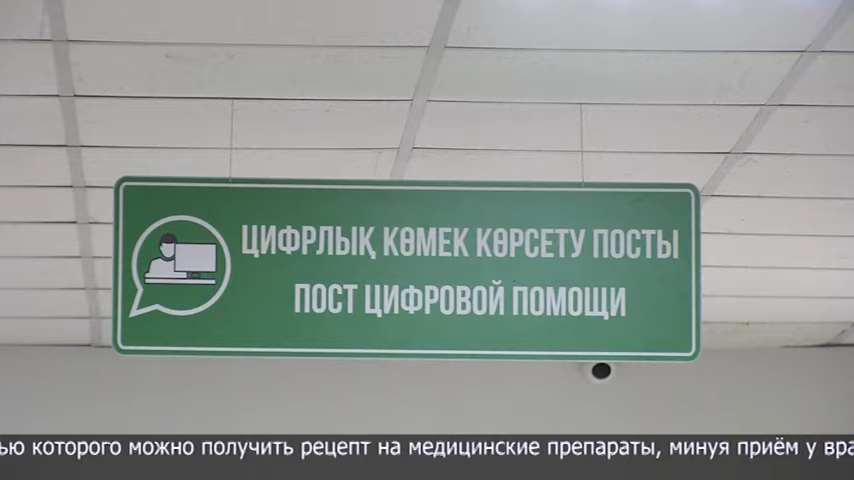 ЦИФРЛЫҚ КӨМЕК КӨРСЕТУ ПОСТЫ
ПОСТ ЦИФРОВОЙ ПОМОЩИ
которого можно получить рецепт на медицинские препараты, минуя приём у